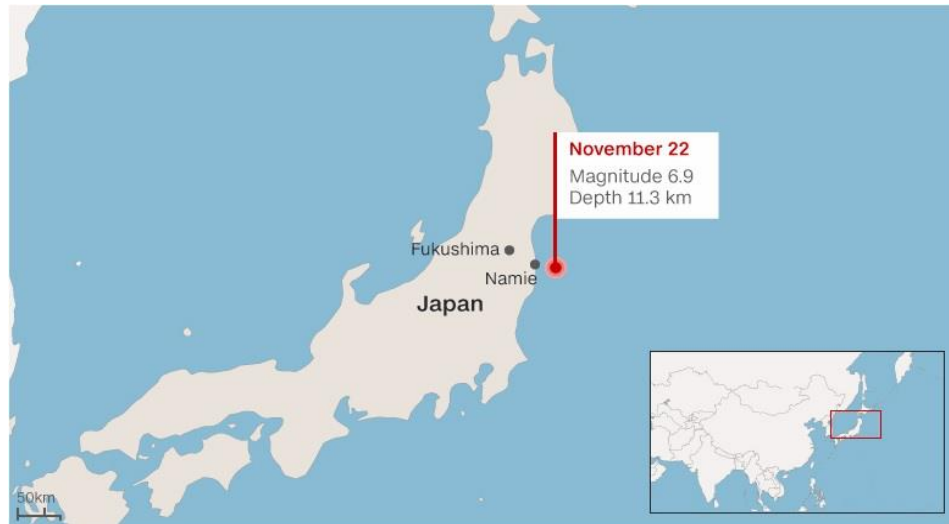 November 22
Magnitude 6.9
Depth 11.3 km
Fukushima
Namie
Japan
50km